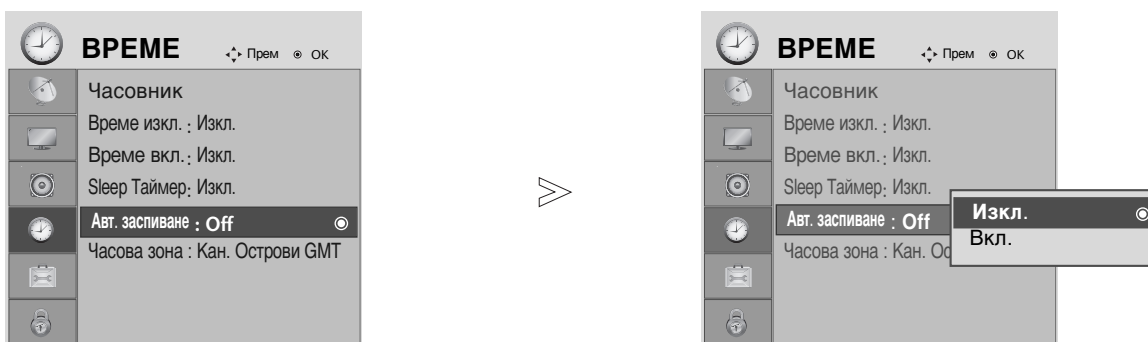 ВРЕМЕ Прем OK
Часовник
Време изкл. : Изкл.
Време вкл. : Изкл.
Sleep Таймер: Изкл.
Авт. заспиване : Off
Часова зона : Кан. Острови GMT
>
ВРЕМЕ Прем OK
Часовник
Време изкл. : Изкл.
Време вкл. : Изкл.
Sleep Таймер: Изкл.
Авт. заспиване : Off
Часова зона : Кан. Ос
Изкл.
Вкл.